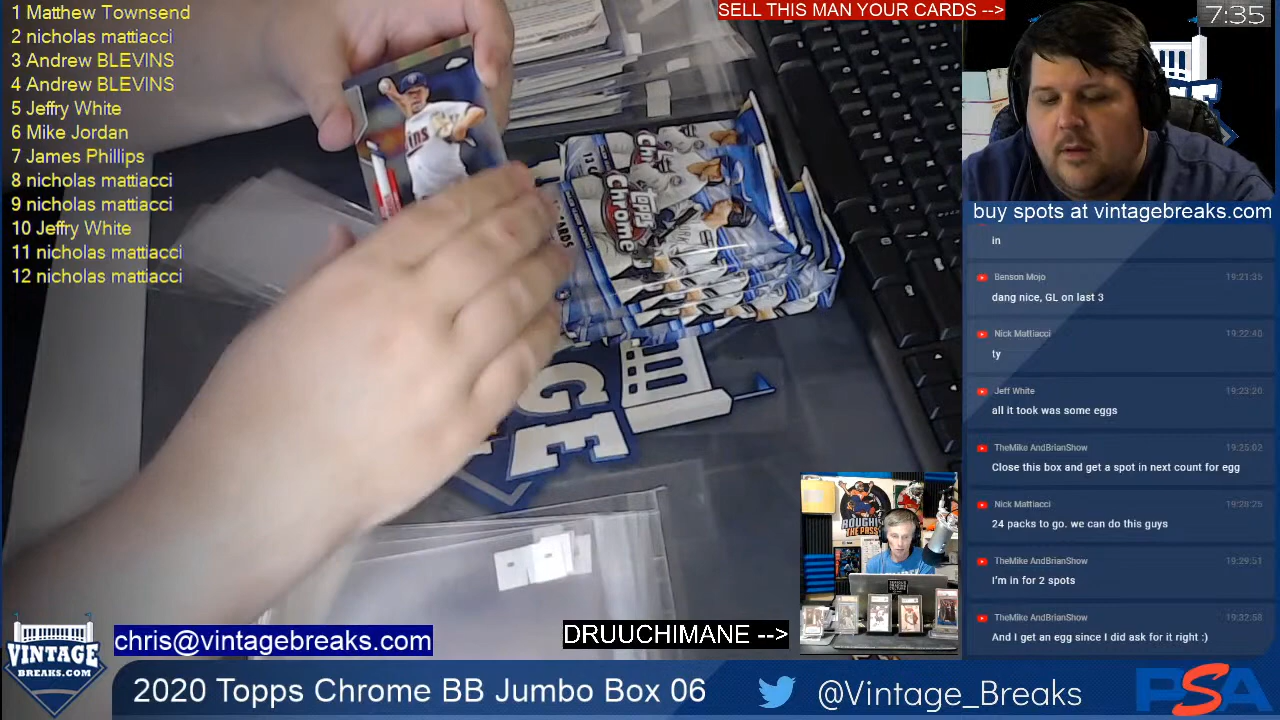 1 Matthew Townsend
2 nicholas mattiacci
3 Andrew BLEVINS
4 Andrew BLEVINS
5 Jeffry White
6 Mike Jordan
7 James Phillips
8 nicholas mattiacci
9 nicholas mattiacci
10 Jeffry White
11 nicholas mattiacci
12 nicholas mattiacci
SELL THIS MAN YOUR CARDS -->
7:35
Topps
Chrome
CARDS
GE
buy spots at vintagebreaks.com
in
Benson Mojo 19:21:35
dang nice, GL on last 3
Nick Mattiacci 19:22:40
ty
Jeff White 19:23:20
all it took was some eggs
TheMike AndBrianShow 19:25:02
Close this box and get a spot in next count for egg
Nick Mattiacci 19:28:25
24 packs to go. we can do this guys
TheMike AndBrianShow 19:29:51
I'm in for 2 spots
TheMike AndBrianShow 19:32:58
And I get an egg since I did ask for it right :)
DRUUCHIMANE -->
chris@vintagebreaks.com
VINTAGE
BREAKS.COM
2020 Topps Chrome BB Jumbo Box 06
@Vintage_Breaks
PSA